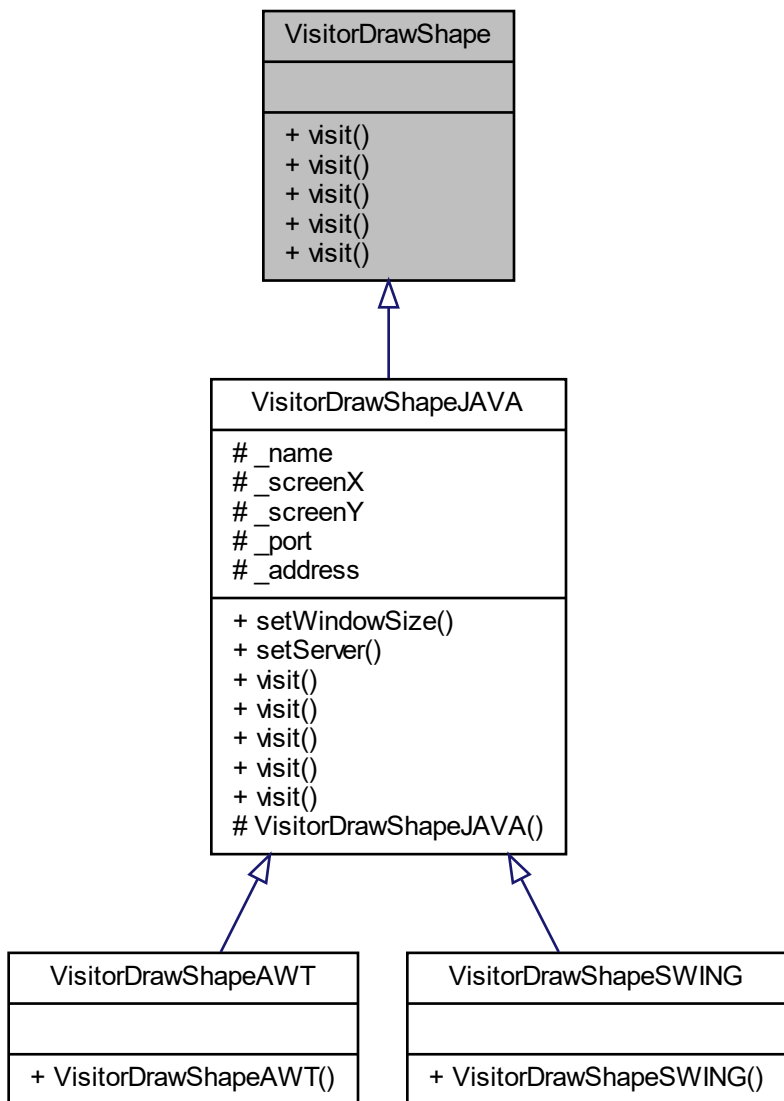 VisitorDrawShape
+ visit()
+ visit()
+ visit()
+ visit()
+ visit()
VisitorDrawShapeJAVA
# _name
# _screenX
# _screenY
# _port
# _address
+ setWindowSize()
+ setServer()
+ visit()
+ visit()
+ visit()
+ visit()
+ visit()
# VisitorDrawShapeJAVA()
VisitorDrawShapeAWT
+ VisitorDrawShapeAWT()
VisitorDrawShapeSWING
+ VisitorDrawShapeSWING()